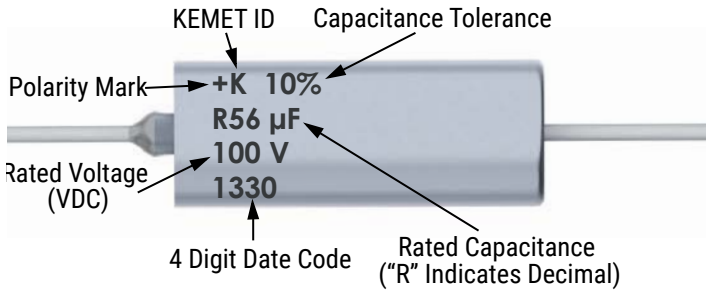 KEMET ID
Capacitance Tolerance
Polarity Mark
+K 10%
R56 µF
100 V
1330
Rated Voltage
(VDC)
4 Digit Date Code
Rated Capacitance
(“R” Indicates Decimal)